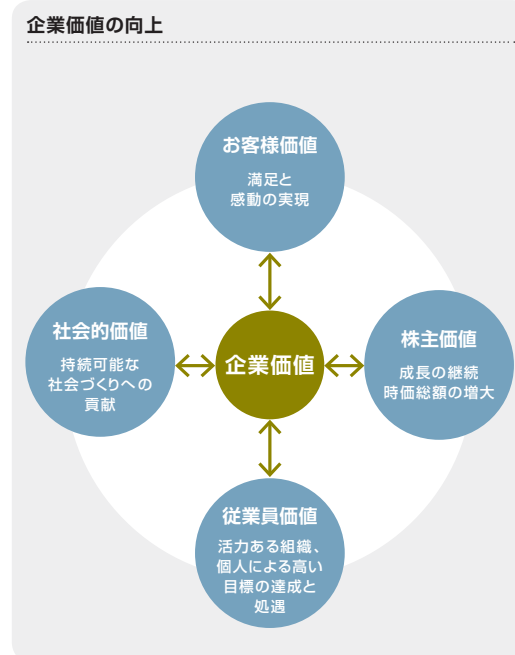 企業価値の向上
お客様価値
満足と
感動の実現
社会的価値
持続可能な
社会づくりへの
貢献
企業価値
株主価値
成長の継続
時価総額の増大
従業員価値
活力ある組織、
個人による高い
目標の達成と
処遇